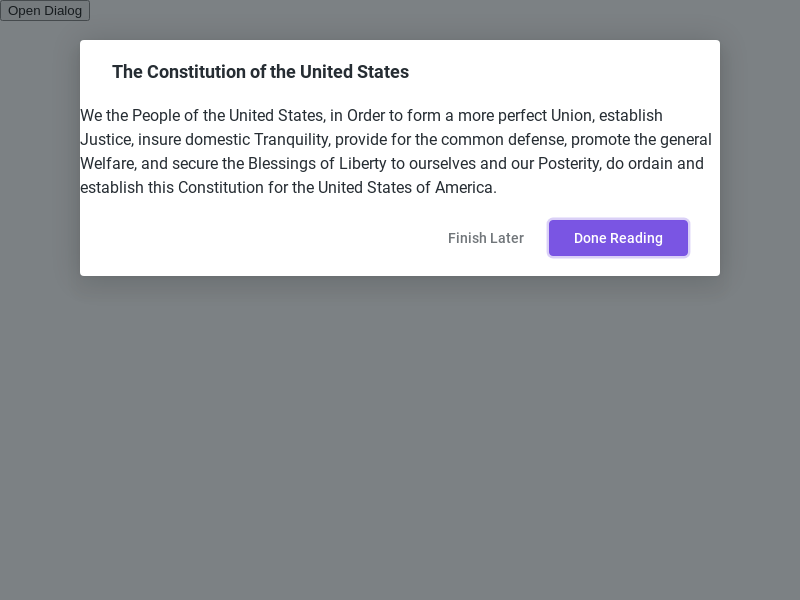 Open Dialog
The Constitution of the United States
We the People of the United States, in Order to form a more perfect Union, establish
Justice, insure domestic Tranquility, provide for the common defense, promote the general
Welfare, and secure the Blessings of Liberty to ourselves and our Posterity, do ordain and
establish this Constitution for the United States of America.
Finish Later
Done Reading